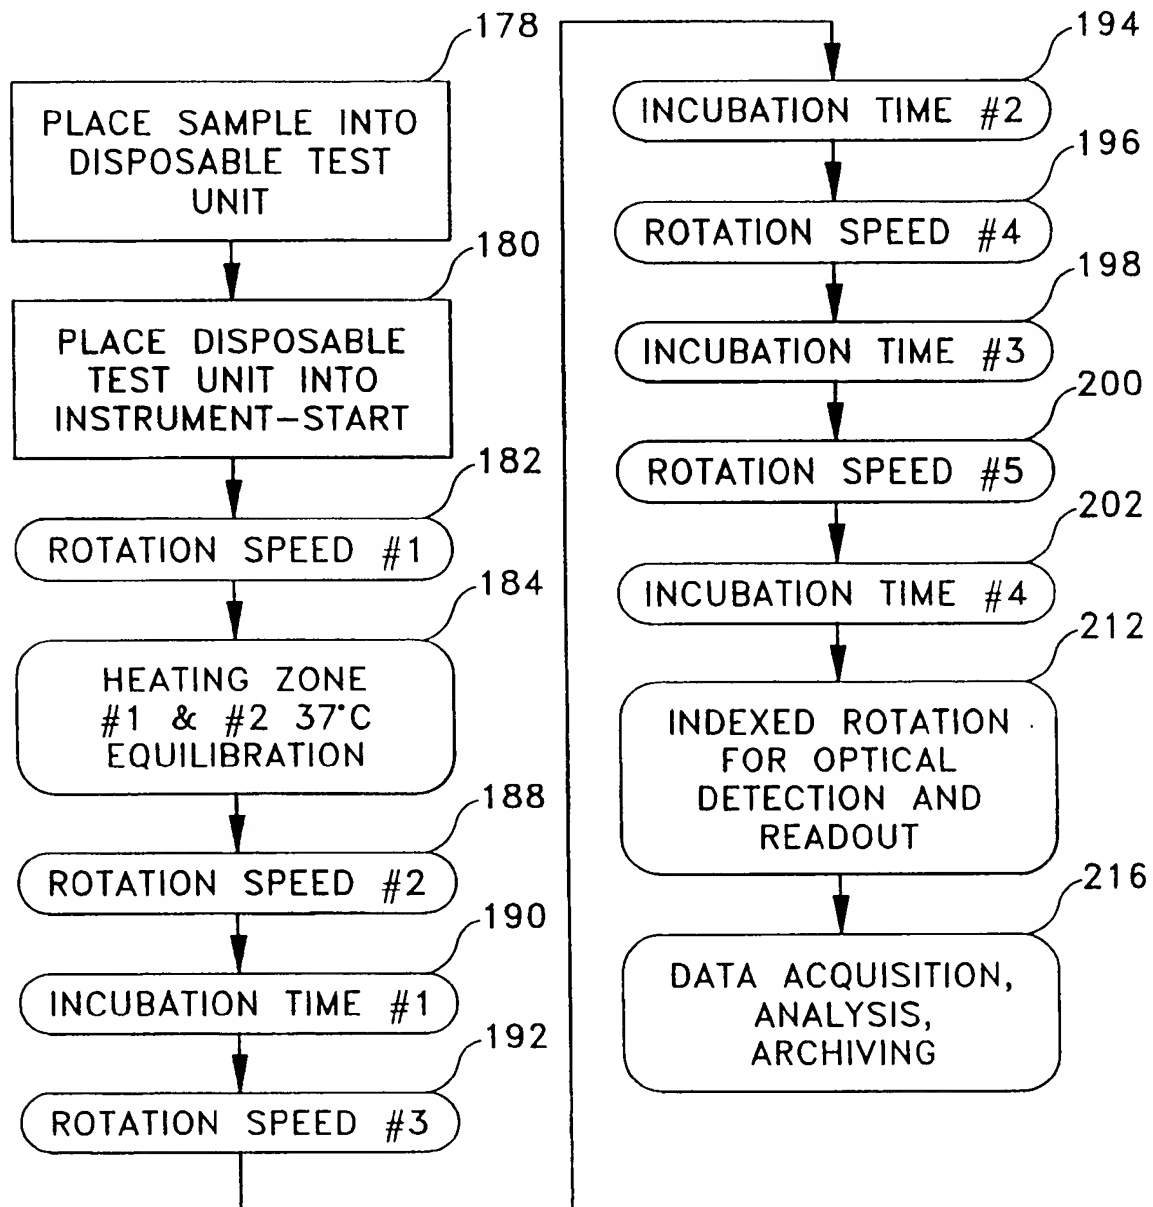 178
PLACE SAMPLE INTO
DISPOSABLE TEST
UNIT
180
PLACE DISPOSABLE
TEST UNIT INTO
INSTRUMENT-START
182
ROTATION SPEED #1
184
HEATING ZONE
#1 & #2 37°C
EQUILIBRATION
188
ROTATION SPEED #2
190
INCUBATION TIME #1
192
ROTATION SPEED #3
194
INCUBATION TIME #2
196
ROTATION SPEED #4
198
INCUBATION TIME #3
200
ROTATION SPEED #5
202
INCUBATION TIME #4
212
INDEXED ROTATION
FOR OPTICAL
DETECTION AND
READOUT
216
DATA ACQUISITION,
ANALYSIS,
ARCHIVING